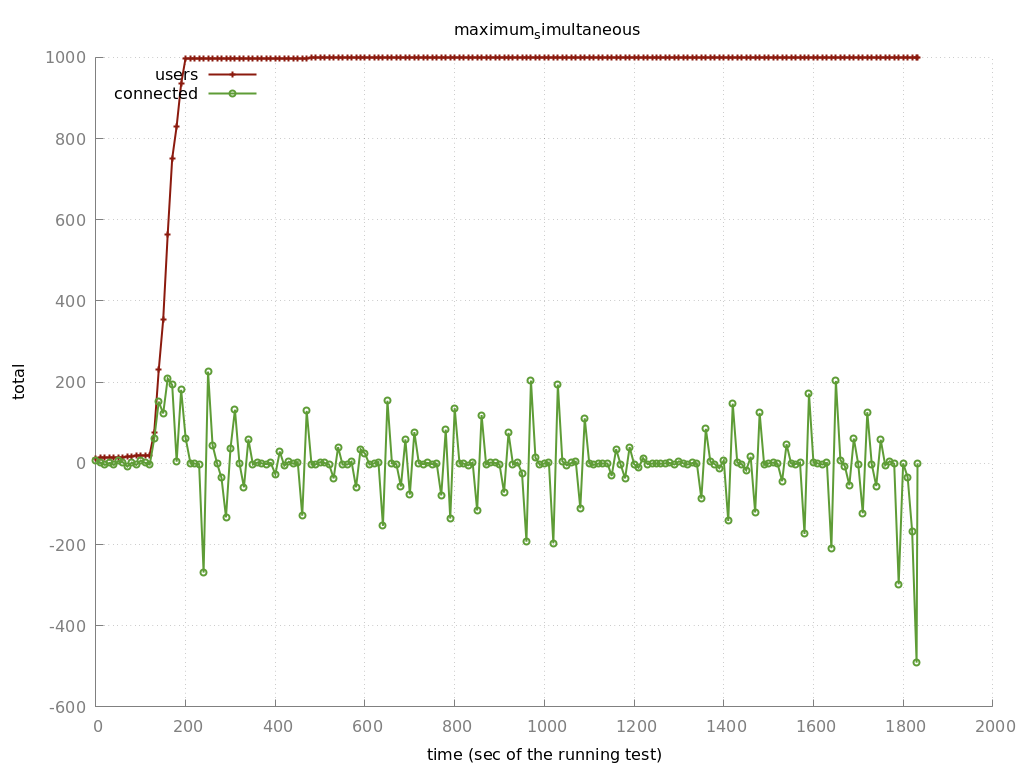 maximumsimultaneous
users
connected
1000
800
600
400
200
0
-200
-400
-600
total
0 200 400 600 800 1000 1200 1400 1600 1800 2000
time (sec of the running test)